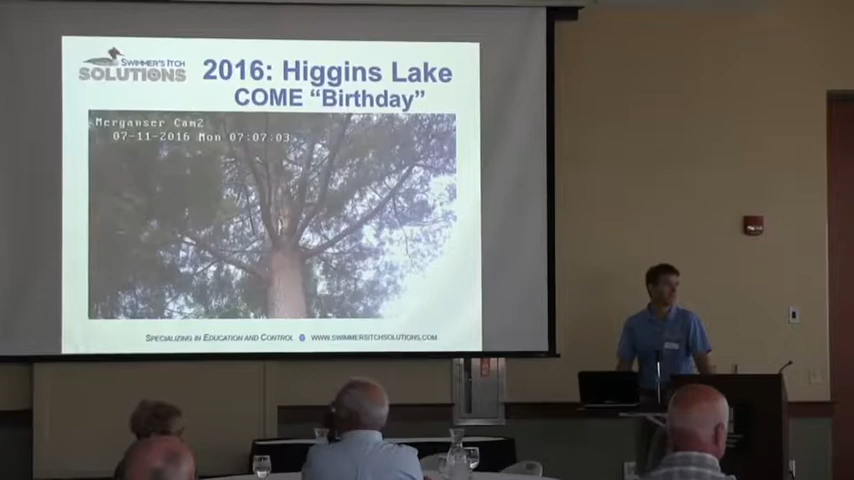 SWIMMER'S ITCH
SOLUTIONS
2016: Higgins Lake
COME "Birthday"
Merganser Cam2
07-11-2016 Mon 07:07:03
SPECIALIZING IN EDUCATION AND CONTROL
WWW.SWIMMERSITCHSOLUTIONS.COM